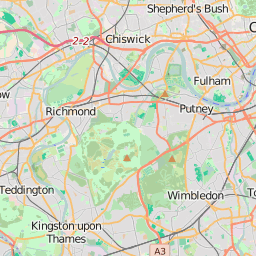 Shepherd's Bush
Chiswick
Fulham
Richmond
Putney
Teddington
Wimbledon
Kingston upon
Thames
A3